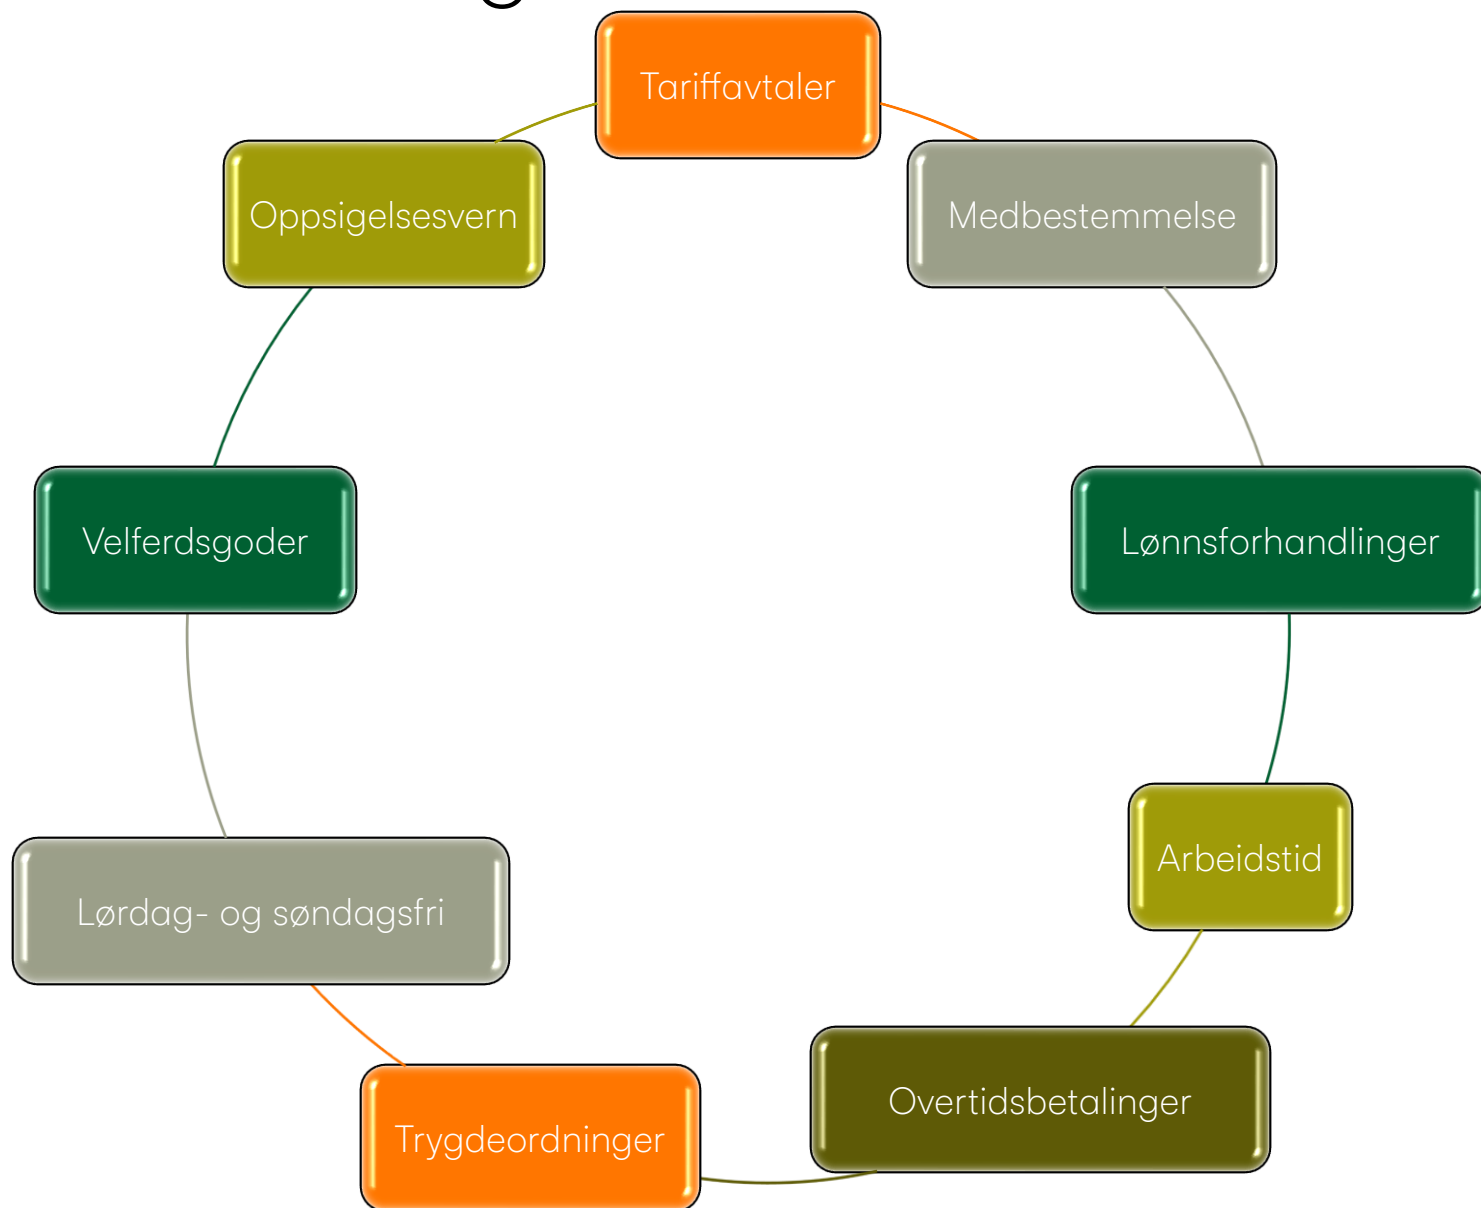 Tariffavtaler
Medbestemmelse
Lønnsforhandlinger
Arbeidstid
Overtidsbetalinger
Trygdeordninger
Lørdag- og søndagsfri
Velferdsgoder
Oppsigelsesvern